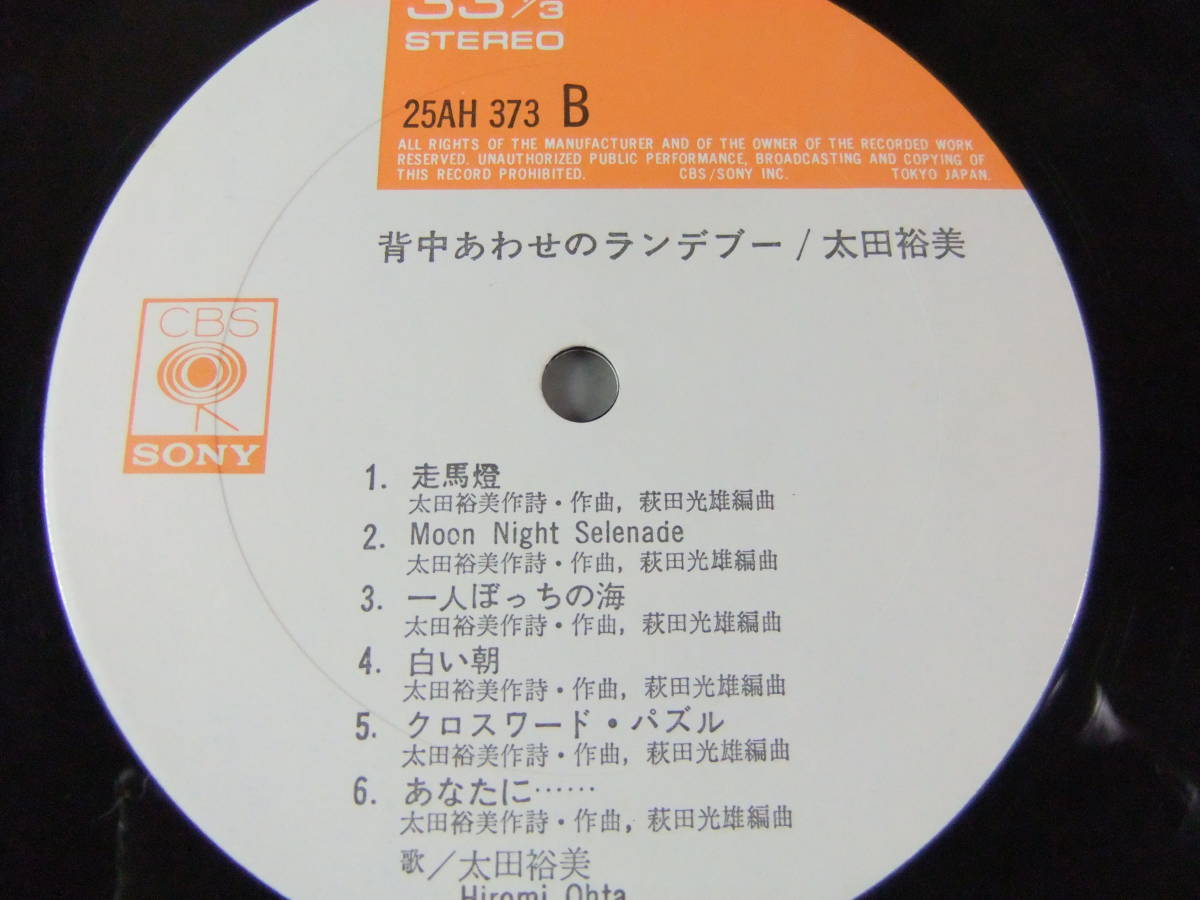 33 1/3
STEREO
25AH 373 B
ALL RIGHTS OF THE MANUFACTURER AND OF THE OWNER OF THE RECORDED WORK
RESERVED. UNAUTHORIZED PUBLIC PERFORMANCE, BROADCASTING AND COPYING OF
THIS RECORD PROHIBITED. CBS/SONY INC. TOKYO JAPAN.
背中あわせのランデブー/太田裕美
CBS
SONY
1. 走馬燈
太田裕美作詩・作曲, 萩田光雄編曲
2. Moon Night Selenade
太田裕美作詩・作曲, 萩田光雄編曲
3. 一人ぼっちの海
太田裕美作詩・作曲, 萩田光雄編曲
4. 白い朝
太田裕美作詩・作曲, 萩田光雄編曲
5. クロスワード・パズル
太田裕美作詩・作曲, 萩田光雄編曲
6. あなたに……
太田裕美作詩・作曲, 萩田光雄編曲
歌/太田裕美
Hiromi Ohta